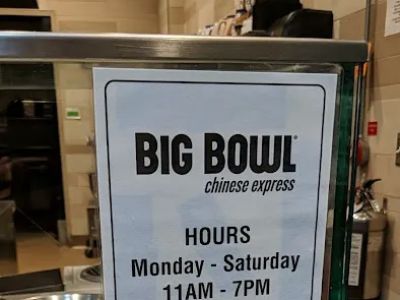 BIG BOWL
chinese express
HOURS
Monday - Saturday
11AM - 7PM